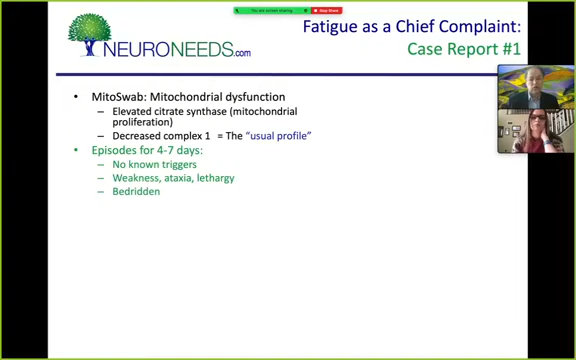 You are screen sharing
Stop Share
NEURONEEDS.com
Fatigue as a Chief Complaint:
Case Report #1
• MitoSwab: Mitochondrial dysfunction
– Elevated citrate synthase (mitochondrial
proliferation)
– Decreased complex 1 = The “usual profile”
• Episodes for 4-7 days:
– No known triggers
– Weakness, ataxia, lethargy
– Bedridden